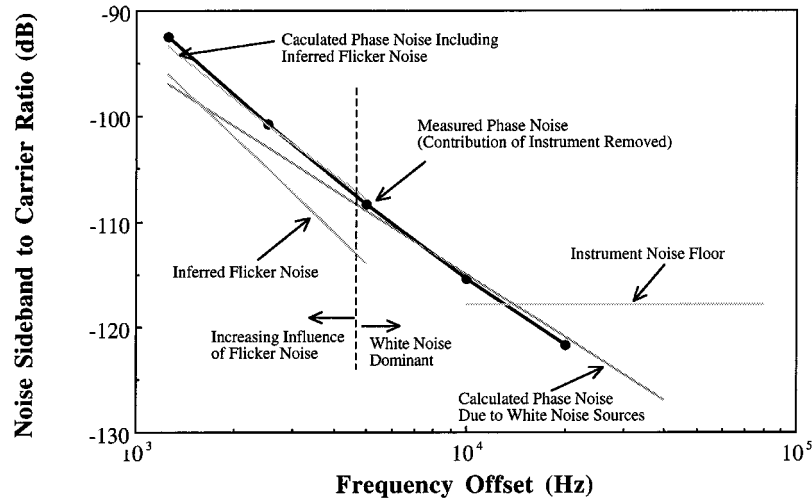 -90
Caculated Phase Noise Including
Inferred Flicker Noise
-100
Measured Phase Noise
(Contribution of Instrument Removed)
-110
Inferred Flicker Noise
Instrument Noise Floor
Increasing Influence
of Flicker Noise
White Noise
Dominant
-120
Calculated Phase Noise
Due to White Noise Sources
-130
10³
10⁴
10⁵
Frequency Offset (Hz)
Noise Sideband to Carrier Ratio (dB)